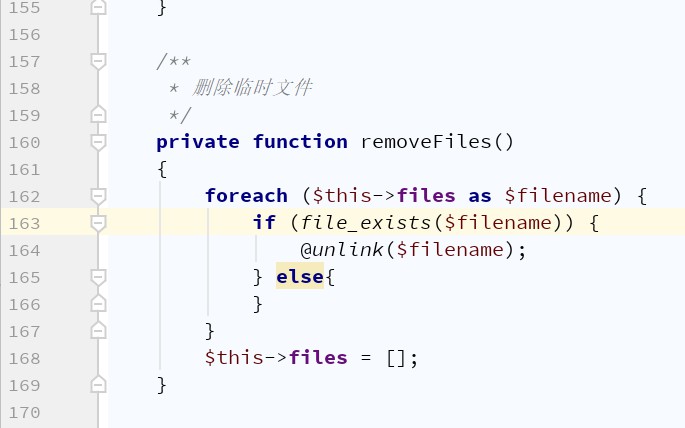 155 }
156
157 /**
158 * 删除临时文件
159 */
160 private function removeFiles()
161 {
162 foreach ($this->files as $filename) {
163 if (file_exists($filename)) {
164 @unlink($filename);
165 } else{
166 }
167 }
168 $this->files = [];
169 }
170